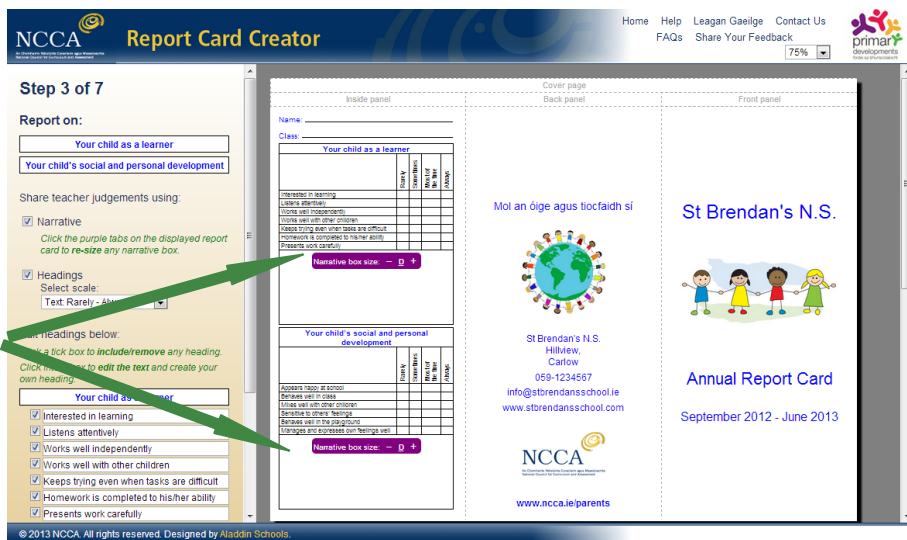 NCCA
An Chomhairle Náisiúnta Curaclaim agus Measúnachta
National Council for Curriculum and Assessment
Report Card Creator
Home Help Leagan Gaeilge Contact Us
FAQs Share Your Feedback
75%
primary
developments
Step 3 of 7
Report on:
Your child as a learner
Your child's social and personal development
Share teacher judgements using:
Narrative
Click the purple tabs on the displayed report
card to re-size any narrative box.
Headings
Select scale:
Text: Rarely -
headings below:
a tick box to include/remove any heading.
Click to edit the text and create your
own heading.
Your child as a learner
Interested in learning
Listens attentively
Works well independently
Works well with other children
Keeps trying even when tasks are difficult
Homework is completed to his/her ability
Presents work carefully
Cover page
Inside panel
Back panel
Front panel
Name:
Class:
Your child as a learner
Rarely
Sometimes
Most of
the time
Always
Interested in learning
Listens attentively
Works well independently
Works well with other children
Keeps trying even when tasks are difficult
Homework is completed to his/her ability
Presents work carefully
Narrative box size: – D +
Your child's social and personal
development
Rarely
Sometimes
Most of
the time
Always
Appears happy at school
Behaves well in class
Mixes well with other children
Sensitive to others' feelings
Behaves well in the playground
Manages and expresses own feelings well
Narrative box size: – D +
Mol an óige agus tiocfaidh sí
St Brendan's N.S.
Hillview,
Carlow
059-1234567
info@stbrendansschool.ie
www.stbrendansschool.com
NCCA
An Chomhairle Náisiúnta Curaclaim agus Measúnachta
National Council for Curriculum and Assessment
www.ncca.ie/parents
St Brendan's N.S.
Annual Report Card
September 2012 - June 2013
© 2013 NCCA. All rights reserved. Designed by Aladdin Schools.